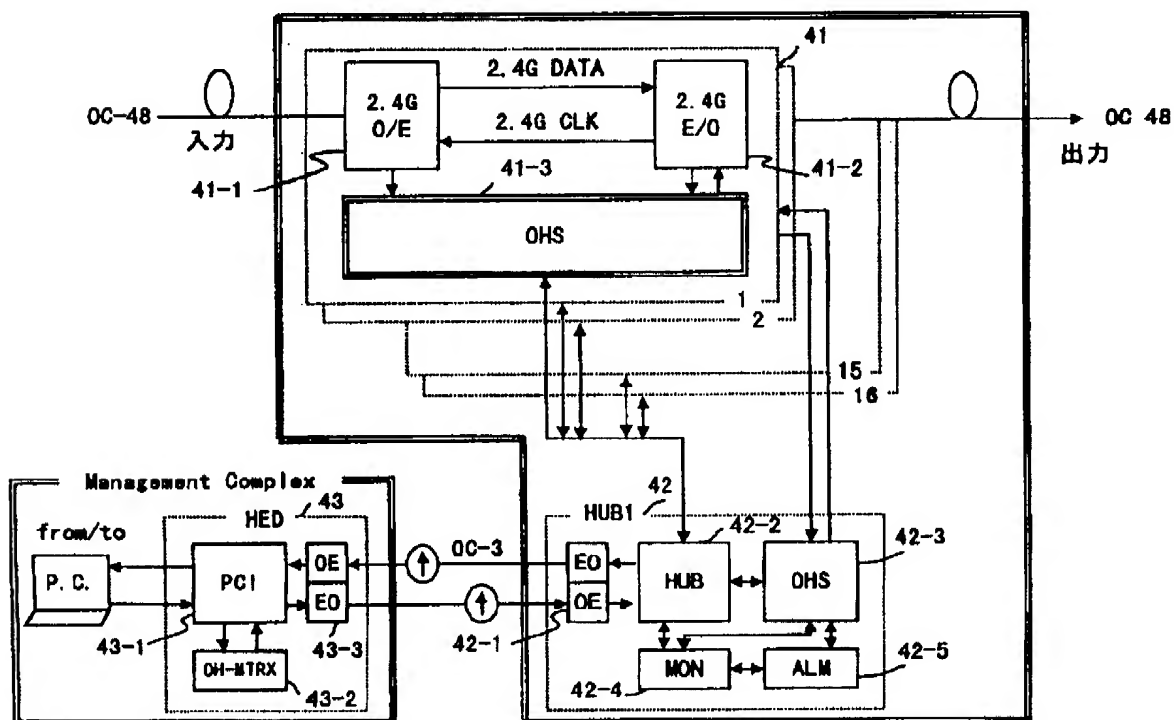 41
2.4G DATA
2.4G O/E
2.4G E/O
OC-48
入力
2.4G CLK
OC 48
出力
41-1
41-3
41-2
OHS
1
2
15
16
Management Complex
from/to
HED
43
P.C.
PCI
OE
EO
OC-3
43-1
43-3
OH-MTRX
43-2
HUB1
42
42-2
42-3
EO
OE
HUB
OHS
42-1
MON
ALM
42-4
42-5